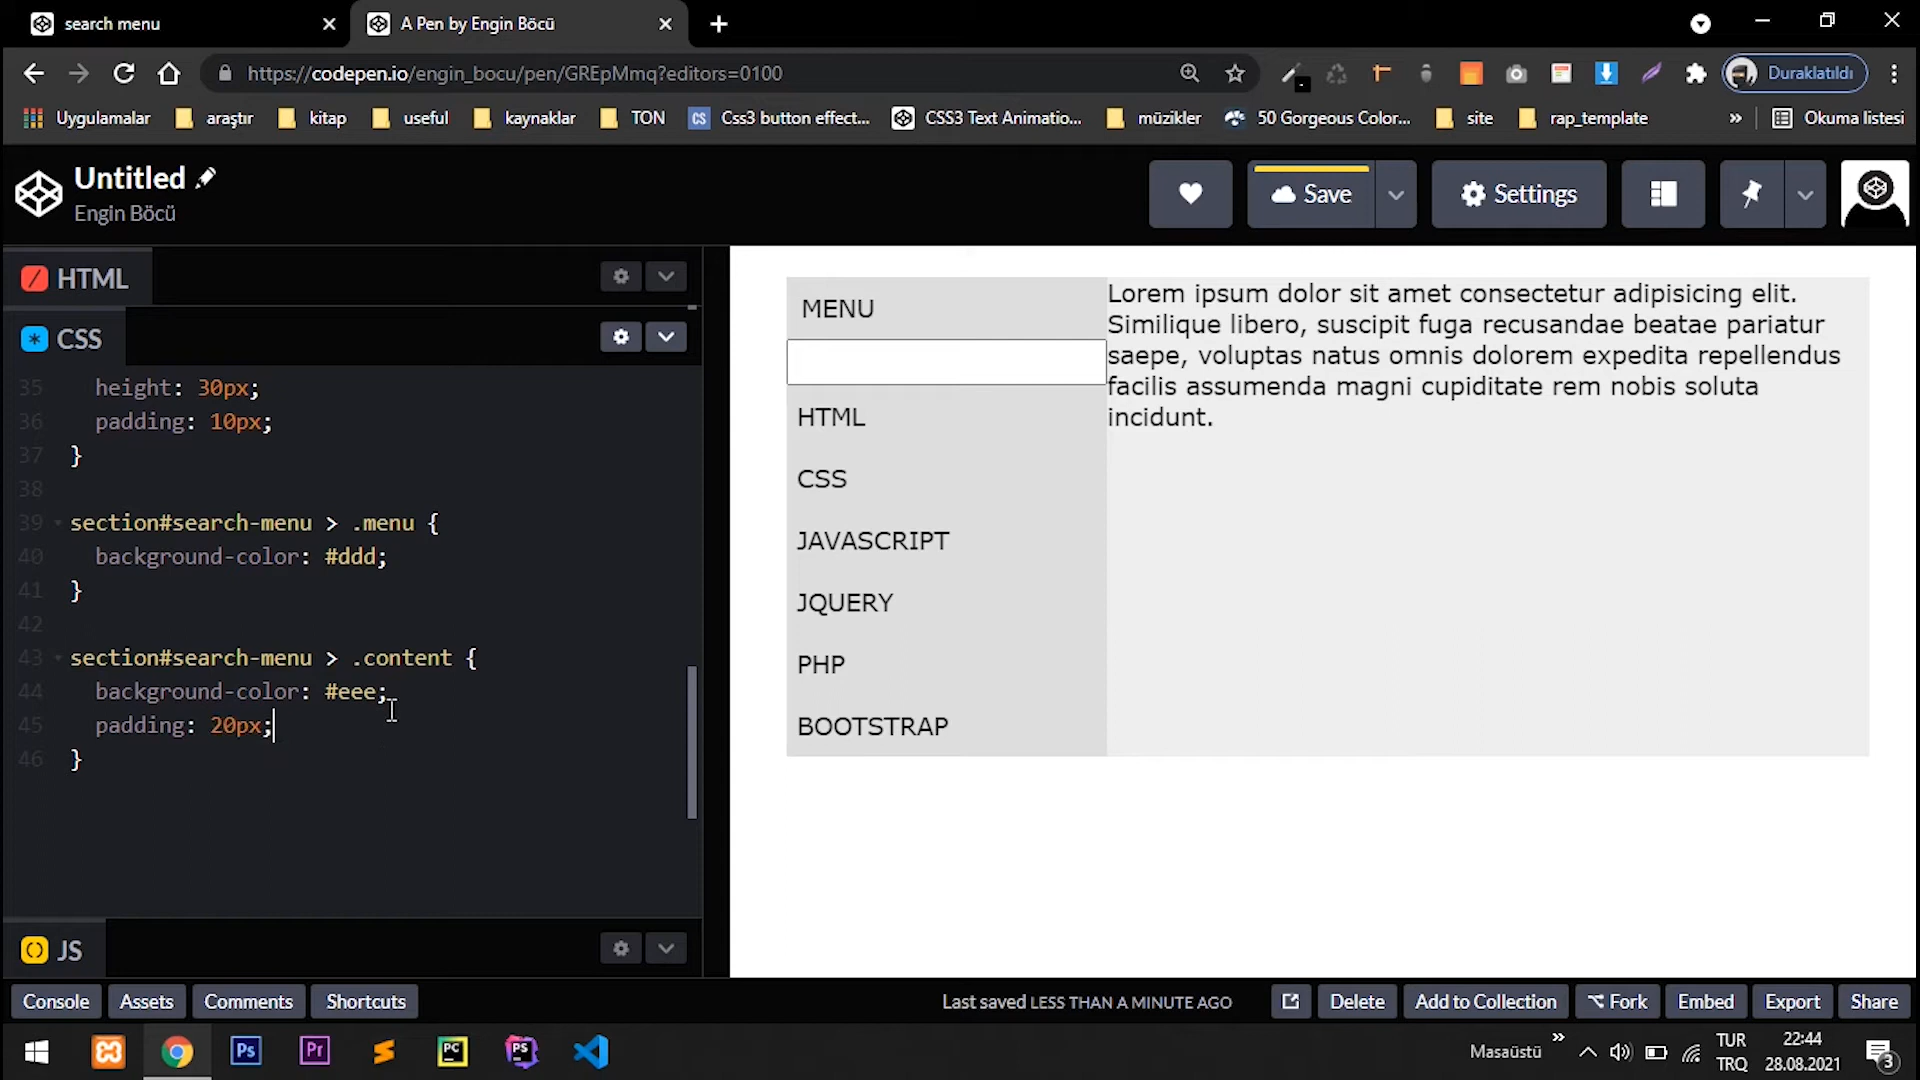 search menu
A Pen by Engin Böcü
https://codepen.io/engin_bocu/pen/GREpMmq?editors=0100
Duraklatıldı
Uygulamalar
araştır
kitap
useful
kaynaklar
TON
CS
Css3 button effect...
CSS3 Text Animatio...
müzikler
50 Gorgeous Color...
site
rap_template
»
Okuma listesi
Untitled
Engin Böcü
Save
Settings
HTML
CSS
35 height: 30px;
36 padding: 10px;
37 }
38
39 section#search-menu > .menu {
40 background-color: #ddd;
41 }
42
43 section#search-menu > .content {
44 background-color: #eee;
45 padding: 20px;
46 }
JS
MENU
HTML
CSS
JAVASCRIPT
JQUERY
PHP
BOOTSTRAP
Lorem ipsum dolor sit amet consectetur adipisicing elit.
Similique libero, suscipit fuga recusandae beatae pariatur
saepe, voluptas natus omnis dolorem expedita repellendus
facilis assumenda magni cupiditate rem nobis soluta
incidunt.
Console
Assets
Comments
Shortcuts
Last saved LESS THAN A MINUTE AGO
Delete
Add to Collection
Fork
Embed
Export
Share
Ps
Pr
PC
PS
Masaüstü
»
TUR
TRQ
22:44
28.08.2021
3